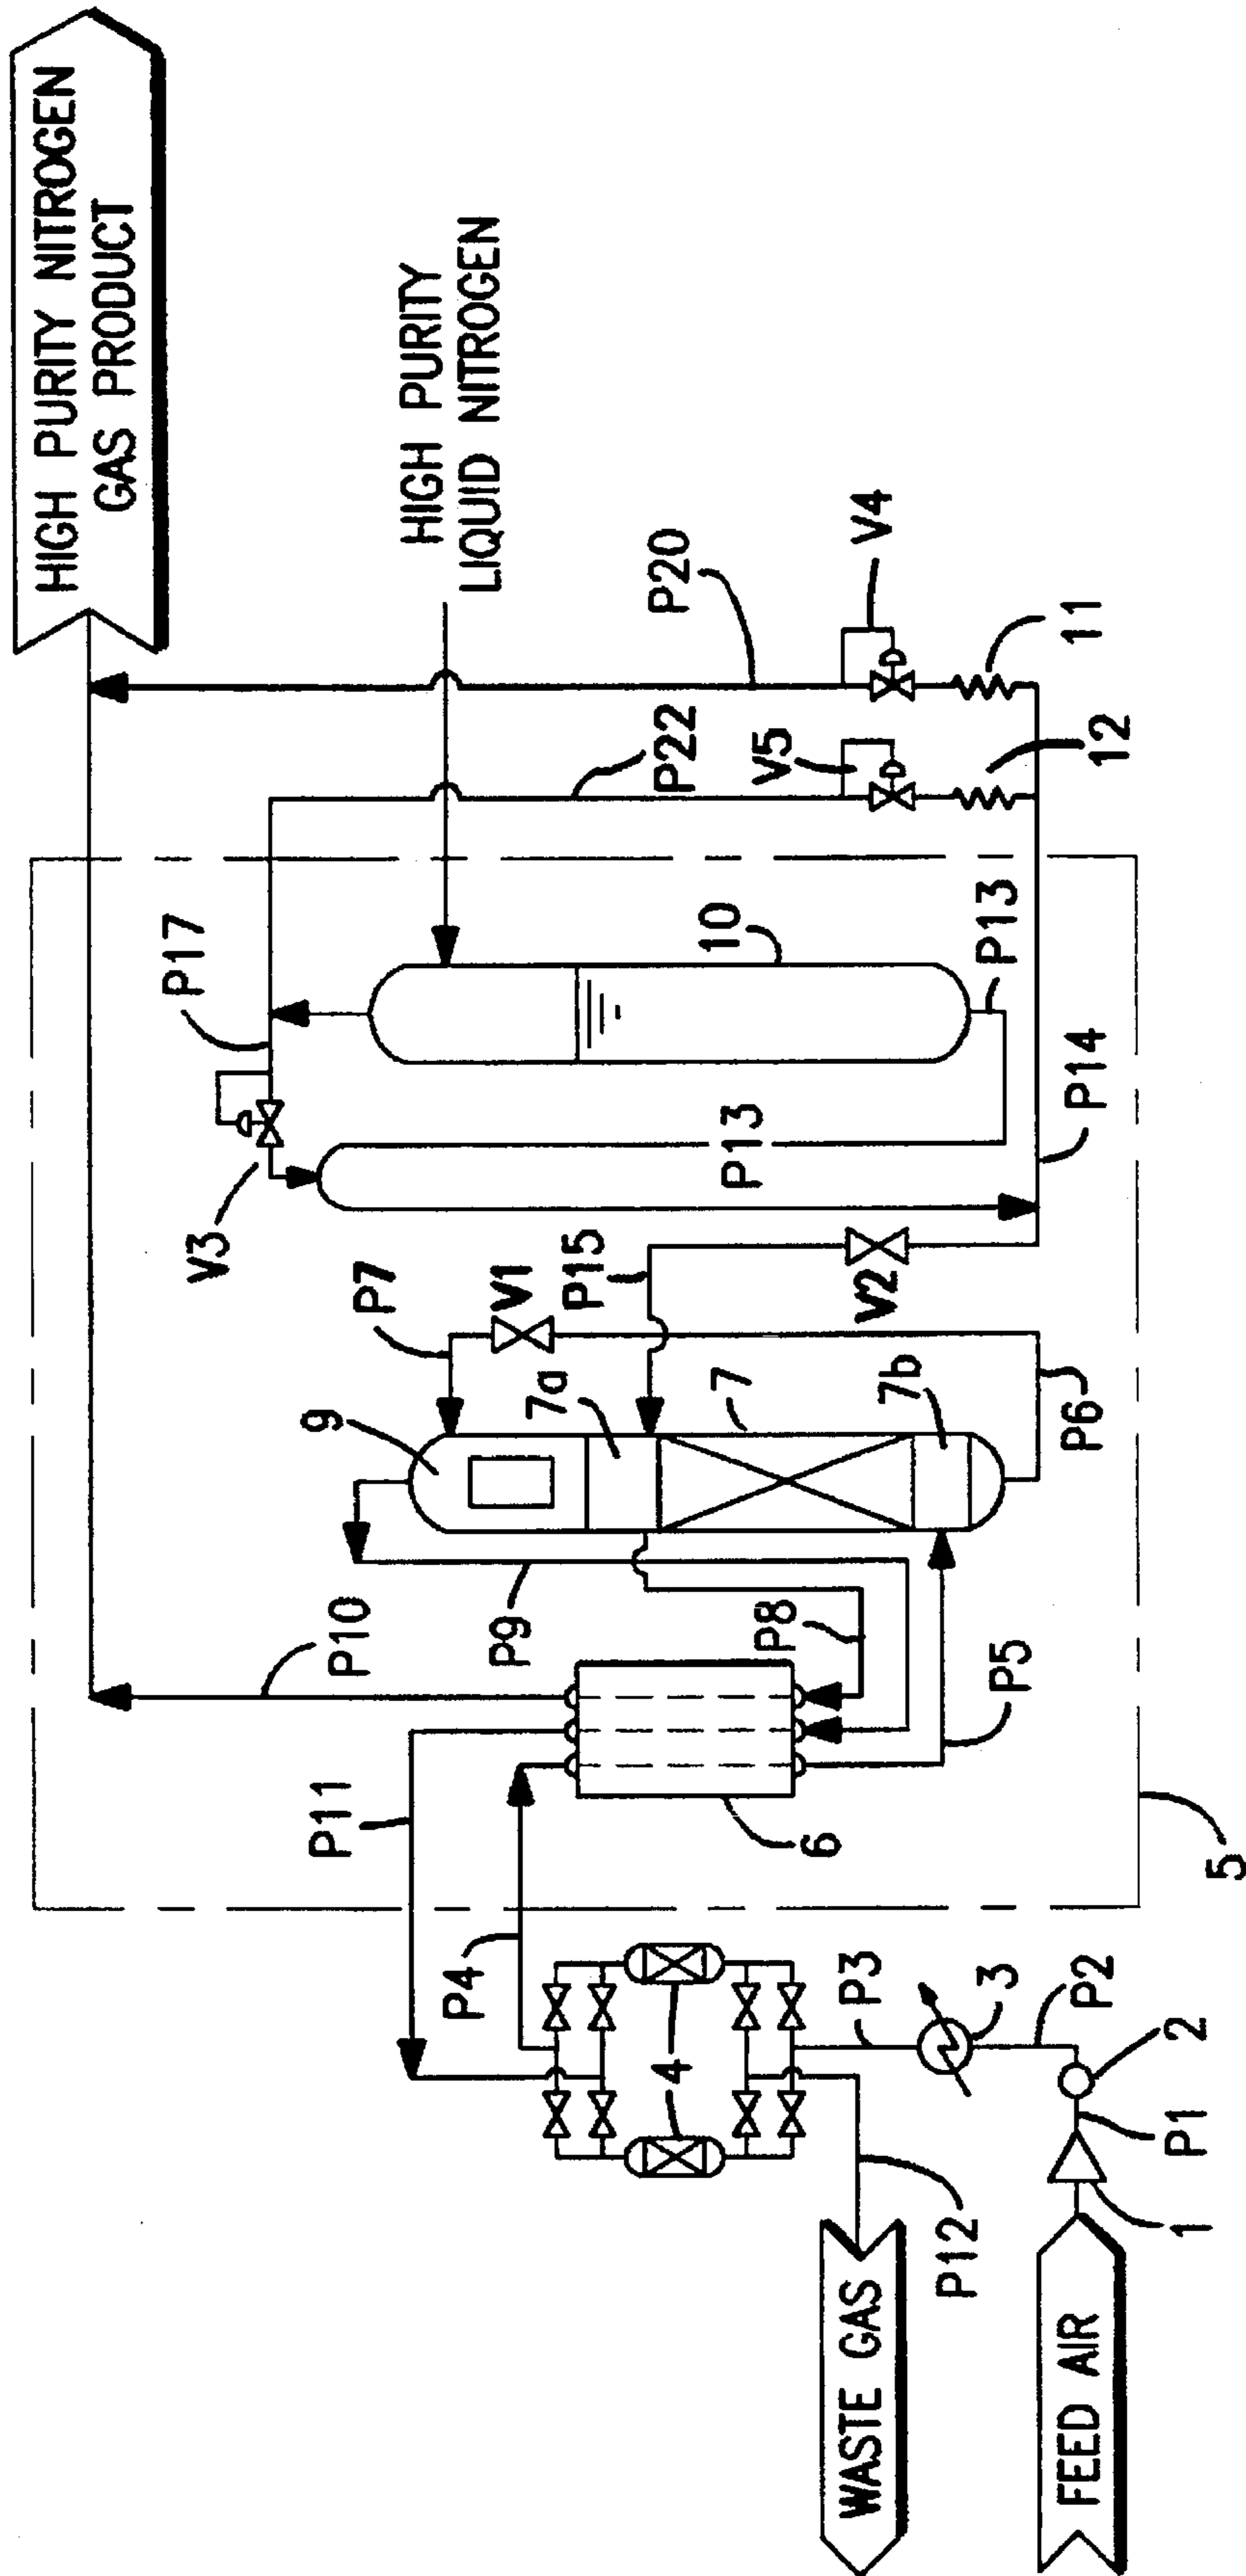 HIGH PURITY NITROGEN
GAS PRODUCT
HIGH PURITY
LIQUID NITROGEN
P17
V3
P7
V1
9
7a
P15
7
7b
V2
P6
P13
10
P13
P14
P22
V5
12
P20
V4
11
P10
P9
P8
P5
P11
6
5
P4
4
P3
3
P2
2
P1
1
P12
WASTE GAS
FEED AIR